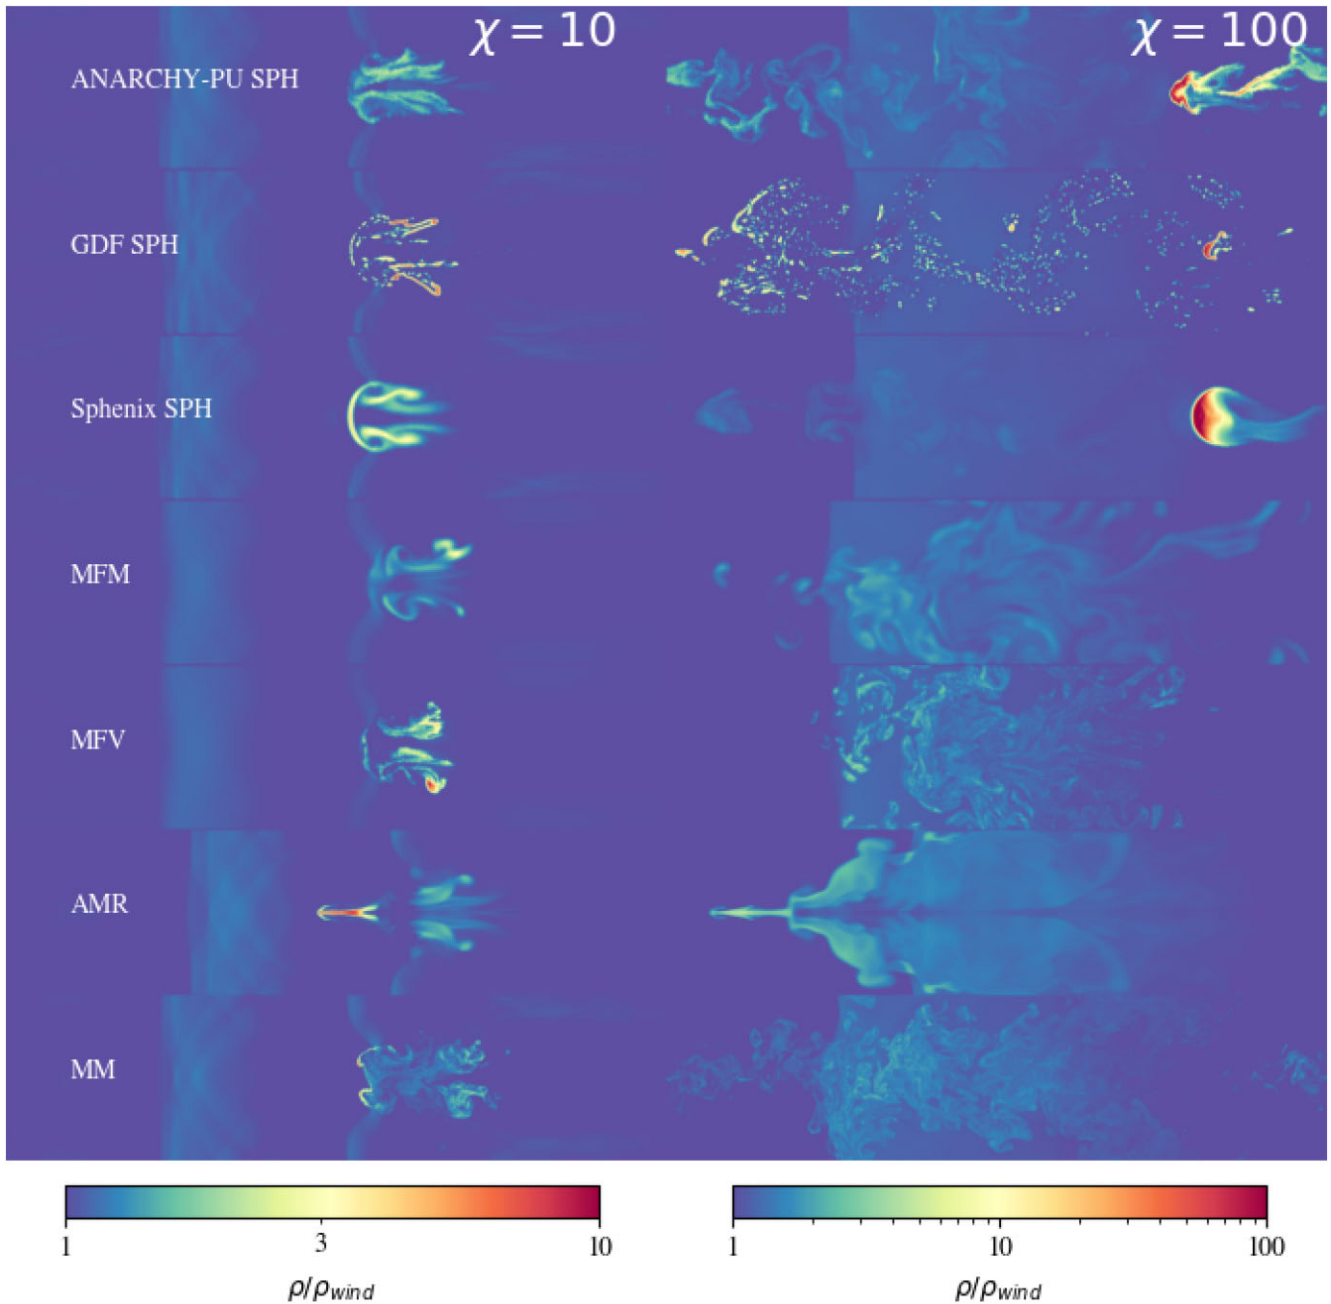 χ = 10
χ = 100
ANARCHY-PU SPH
GDF SPH
Sphenix SPH
MFM
MFV
AMR
MM
1 3 10
1 10 100
ρ/ρwind
ρ/ρwind